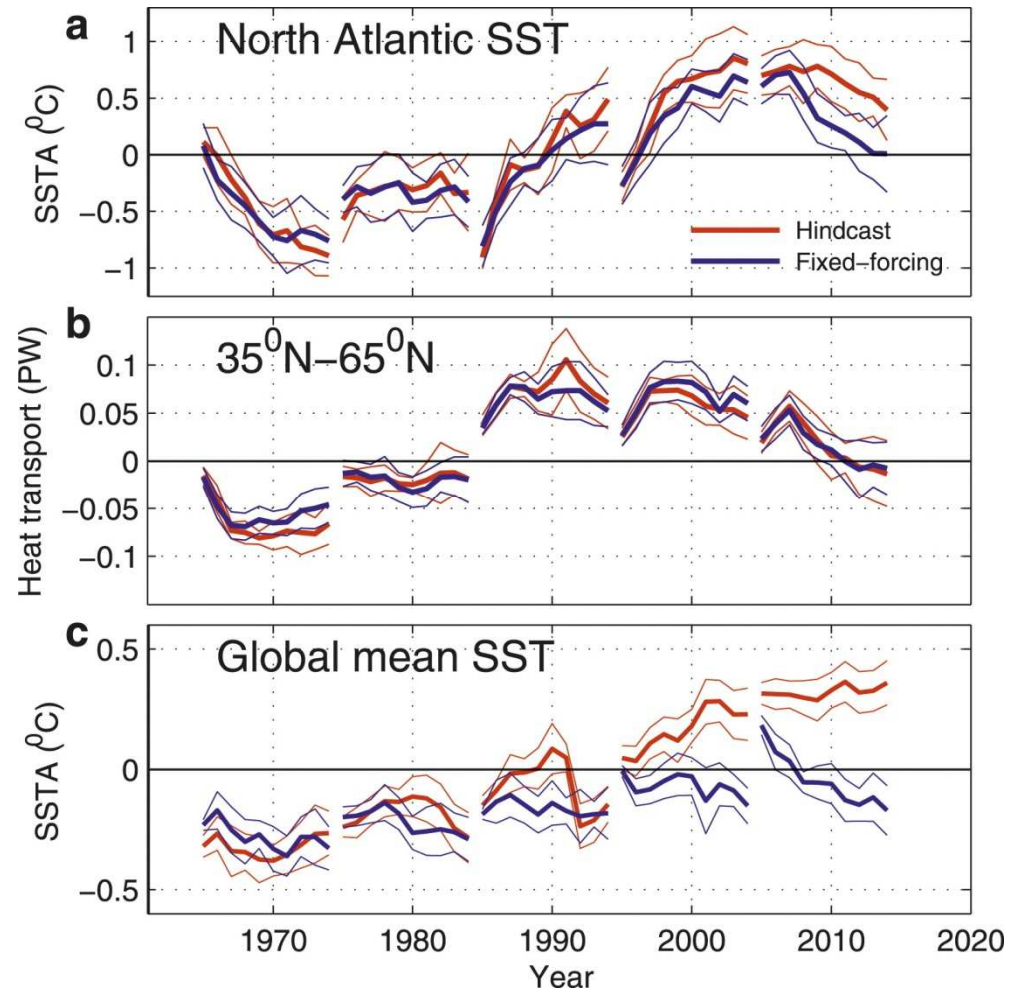 a
North Atlantic SST
SSTA (⁰C)
1
0.5
0
−0.5
−1
Hindcast
Fixed−forcing
b
35⁰N−65⁰N
Heat transport (PW)
0.1
0.05
0
−0.05
−0.1
c
Global mean SST
SSTA (⁰C)
0.5
0
−0.5
1970 1980 1990 2000 2010 2020
Year